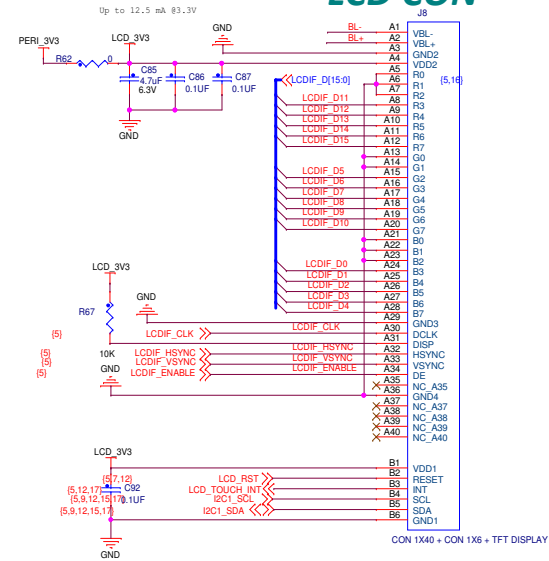 LCD CON
Up to 12.5 mA @3.3V
PERI_3V3
LCD_3V3
GND
R62
0
C85
4.7uF
6.3V
C86
0.1UF
C87
0.1UF
GND
J8
BL- A1 VBL-
BL+ A2 VBL+
A3 GND2
A4 VDD2
A5 R0
LCDIF_D[15:0] A6 R1 {5,16}
A7 R2
LCDIF_D11 A8 R3
LCDIF_D12 A9 R4
LCDIF_D13 A10 R5
LCDIF_D14 A11 R6
LCDIF_D15 A12 R7
A13 G0
A14 G1
LCDIF_D5 A15 G2
LCDIF_D6 A16 G3
LCDIF_D7 A17 G4
LCDIF_D8 A18 G5
LCDIF_D9 A19 G6
LCDIF_D10 A20 G7
A21 B0
A22 B1
A23 B2
LCDIF_D0 A24 B3
LCDIF_D1 A25 B4
LCDIF_D2 A26 B5
LCDIF_D3 A27 B6
LCDIF_D4 A28 B7
A29 GND3
LCD_3V3
R67
10K
GND
{5} LCDIF_CLK LCDIF_CLK A30 DCLK
A31 DISP
{5} LCDIF_HSYNC LCDIF_HSYNC A32 HSYNC
{5} LCDIF_VSYNC LCDIF_VSYNC A33 VSYNC
{5} LCDIF_ENABLE LCDIF_ENABLE A34 DE
GND
A35 NC_A35
A36 GND4
A37 NC_A37
A38 NC_A38
A39 NC_A39
A40 NC_A40
LCD_3V3
B1 VDD1
{5,7,12} LCD_RST B2 RESET
{5,12,17} LCD_TOUCH_INT B3 INT
{5,9,12,15,17} I2C1_SCL B4 SCL
{5,9,12,15,17} I2C1_SDA B5 SDA
B6 GND1
C92
0.1UF
GND
CON 1X40 + CON 1X6 + TFT DISPLAY